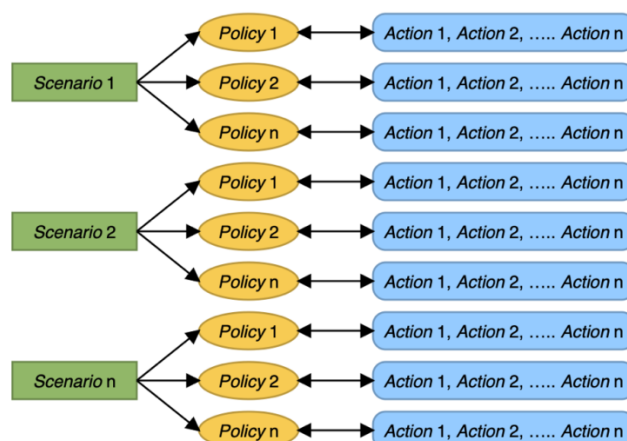 Policy 1
Action 1, Action 2, ..... Action n
Scenario 1
Policy 2
Action 1, Action 2, ..... Action n
Policy n
Action 1, Action 2, ..... Action n
Policy 1
Action 1, Action 2, ..... Action n
Scenario 2
Policy 2
Action 1, Action 2, ..... Action n
Policy n
Action 1, Action 2, ..... Action n
Policy 1
Action 1, Action 2, ..... Action n
Scenario n
Policy 2
Action 1, Action 2, ..... Action n
Policy n
Action 1, Action 2, ..... Action n